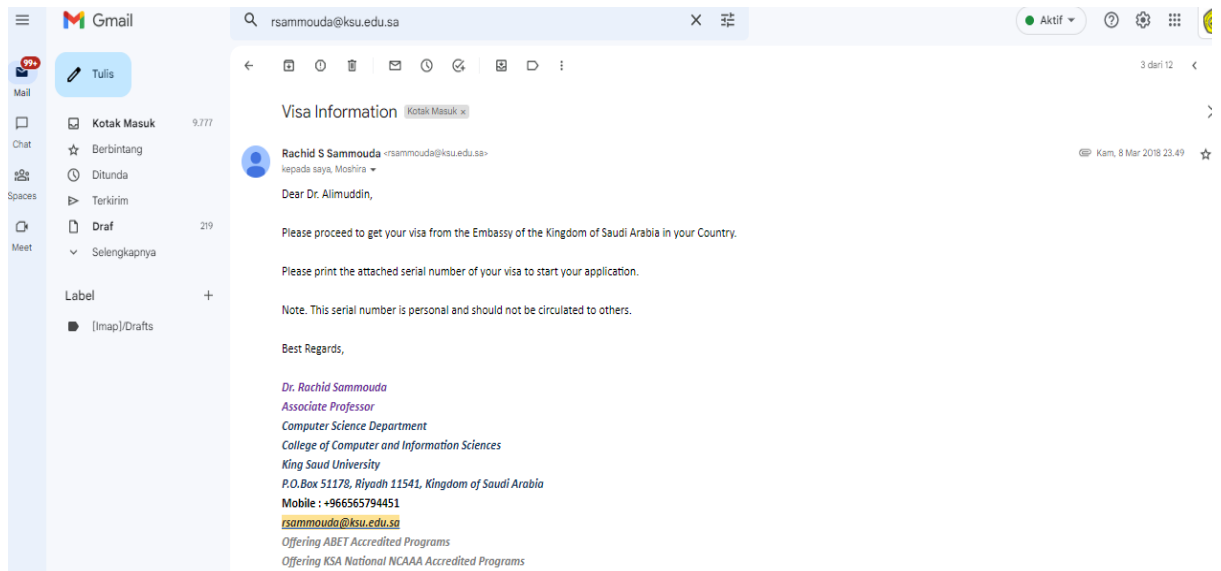 Gmail
rsammouda@ksu.edu.sa
Aktif
99+
Mail
Chat
Spaces
Meet
Tulis
Kotak Masuk 9.777
Berbintang
Ditunda
Terkirim
Draf 219
Selengkapnya
Label
[Imap]/Drafts
3 dari 12
Visa Information Kotak Masuk x
Rachid S Sammouda <rsammouda@ksu.edu.sa>
Kam, 8 Mar 2018 23.49
kepada saya, Moshira
Dear Dr. Alimuddin,
Please proceed to get your visa from the Embassy of the Kingdom of Saudi Arabia in your Country.
Please print the attached serial number of your visa to start your application.
Note. This serial number is personal and should not be circulated to others.
Best Regards,
Dr. Rachid Sammouda
Associate Professor
Computer Science Department
College of Computer and Information Sciences
King Saud University
P.O.Box 51178, Riyadh 11541, Kingdom of Saudi Arabia
Mobile : +966565794451
rsammouda@ksu.edu.sa
Offering ABET Accredited Programs
Offering KSA National NCAAA Accredited Programs